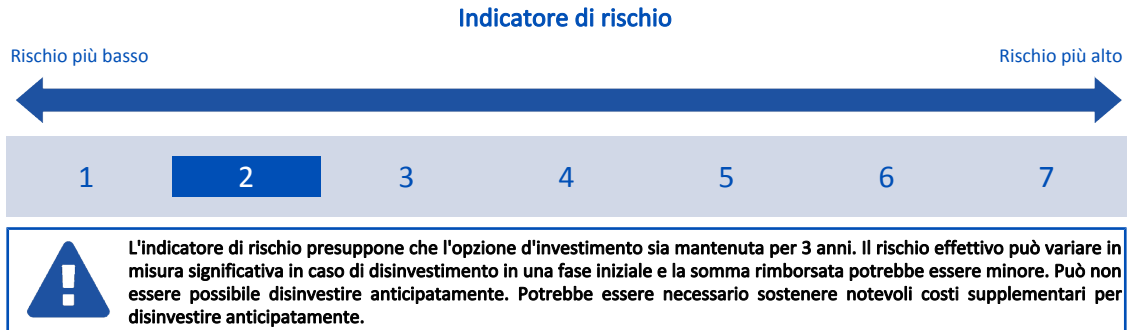 Indicatore di rischio
Rischio più basso
Rischio più alto
1 2 3 4 5 6 7
L'indicatore di rischio presuppone che l'opzione d'investimento sia mantenuta per 3 anni. Il rischio effettivo può variare in
misura significativa in caso di disinvestimento in una fase iniziale e la somma rimborsata potrebbe essere minore. Può non
essere possibile disinvestire anticipatamente. Potrebbe essere necessario sostenere notevoli costi supplementari per
disinvestire anticipatamente.